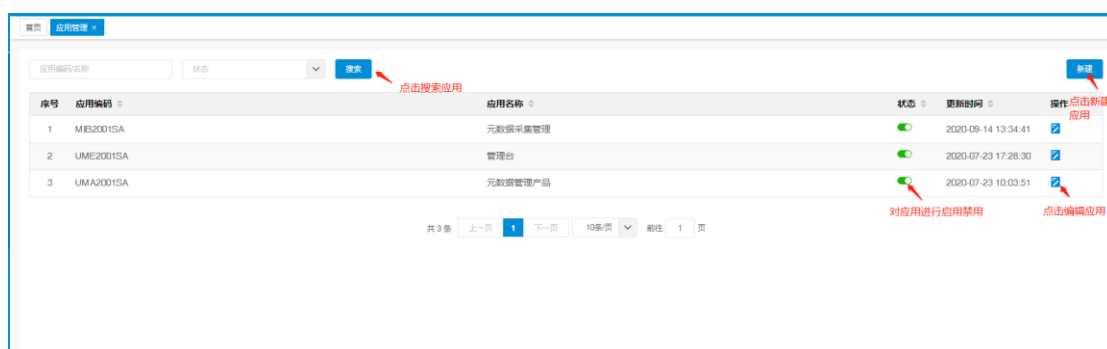 首页 应用管理 ×
应用编码/名称 状态 搜索 新建
点击搜索应用
序号 应用编码 应用名称 状态 更新时间 操作 点击新建
应用
1 MIB2001SA 元数据采集管理 2020-09-14 13:34:41
2 UME2001SA 管理台 2020-07-23 17:28:30
3 UMA2001SA 元数据管理产品 2020-07-23 10:03:51
对应用进行启用禁用 点击编辑应用
共 3 条 上一页 1 下一页 10条/页 前往 1 页